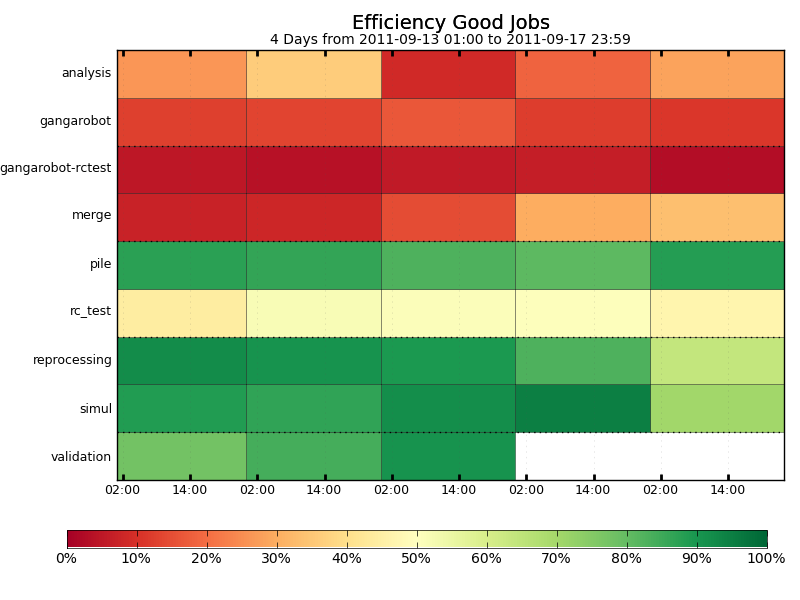 Efficiency Good Jobs
4 Days from 2011-09-13 01:00 to 2011-09-17 23:59
analysis
gangarobot
gangarobot-rctest
merge
pile
rc_test
reprocessing
simul
validation
02:00 14:00 02:00 14:00 02:00 14:00 02:00 14:00 02:00 14:00
0% 10% 20% 30% 40% 50% 60% 70% 80% 90% 100%